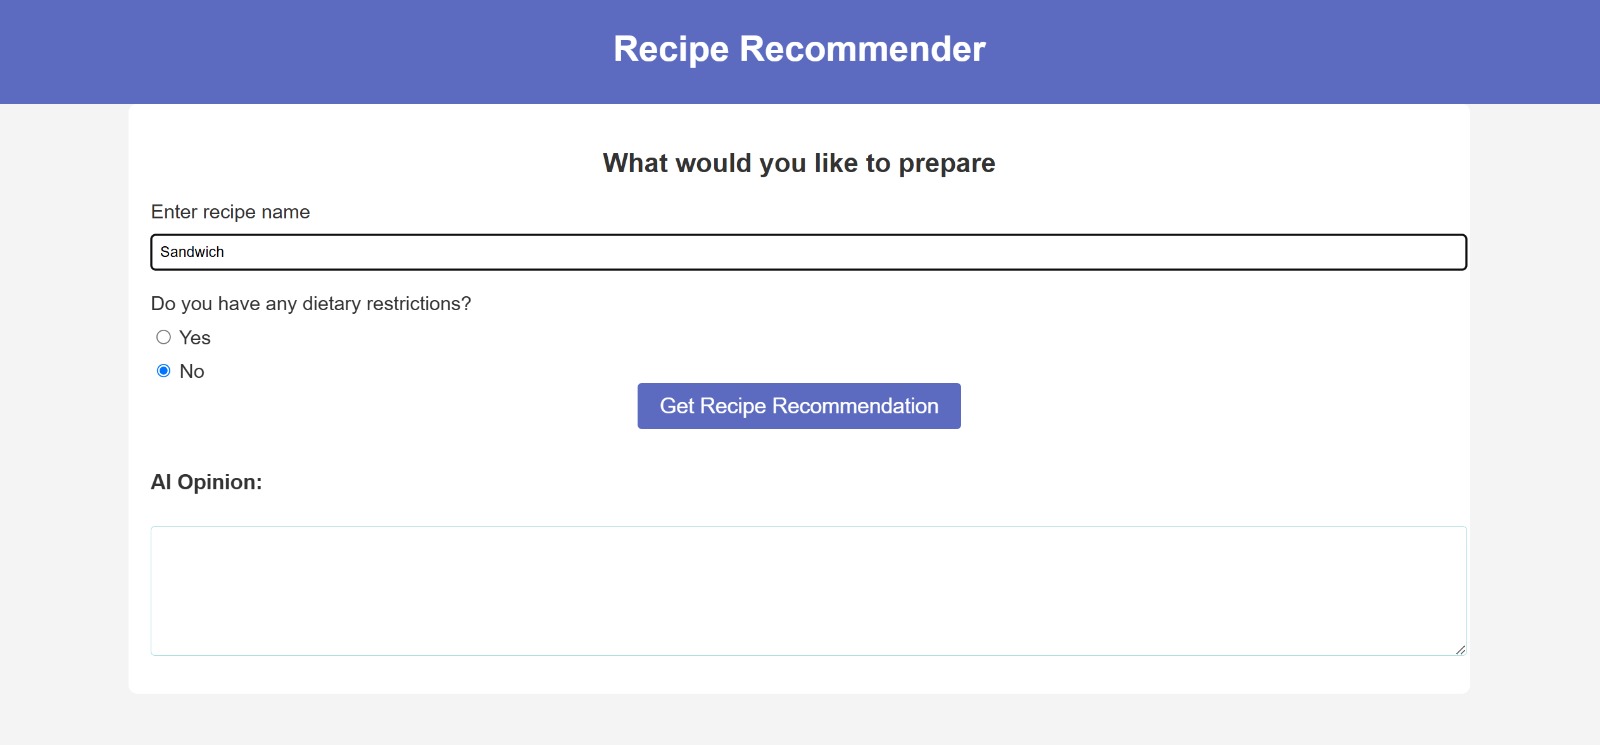 Recipe Recommender
What would you like to prepare
Enter recipe name
Sandwich
Do you have any dietary restrictions?
Yes
No
Get Recipe Recommendation
AI Opinion: